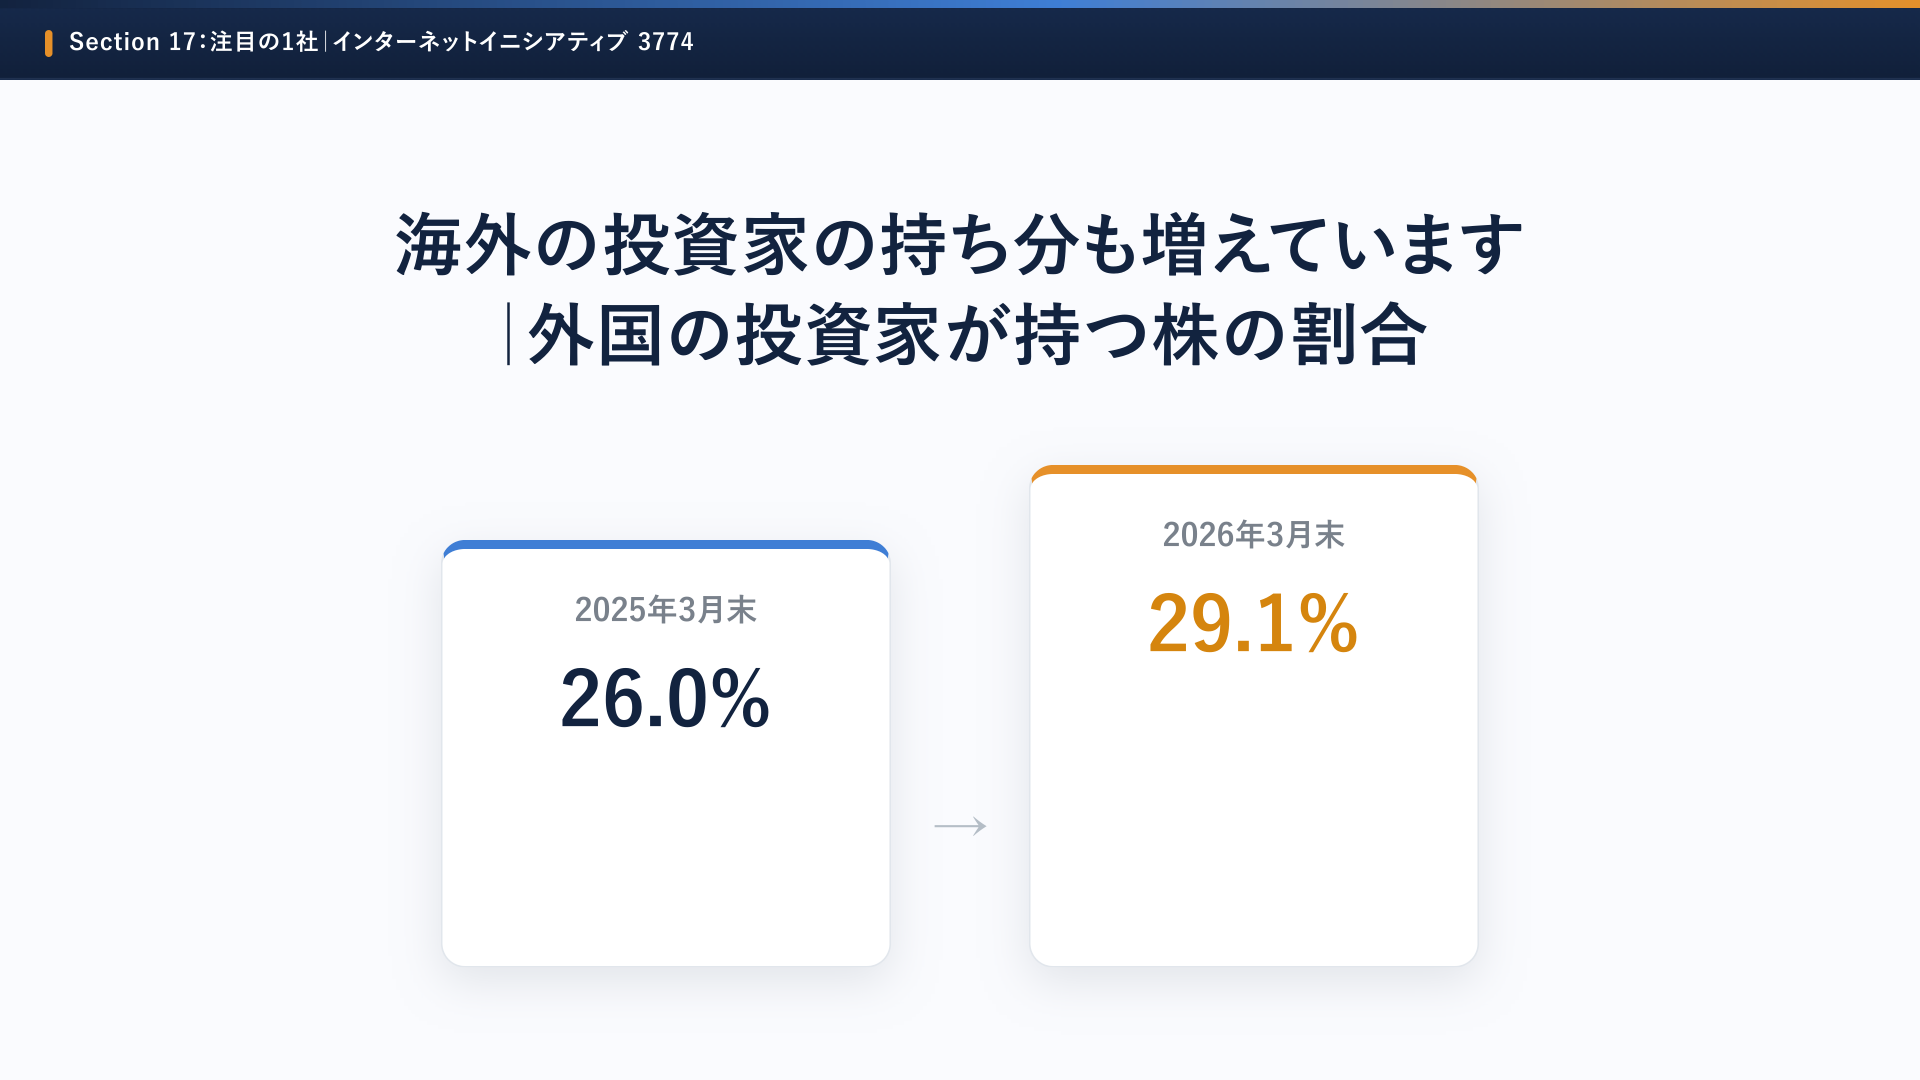 Section 17：注目の1社｜インターネットイニシアティブ 3774
海外の投資家の持ち分も増えています
｜外国の投資家が持つ株の割合
2025年3月末
26.0%
→
2026年3月末
29.1%